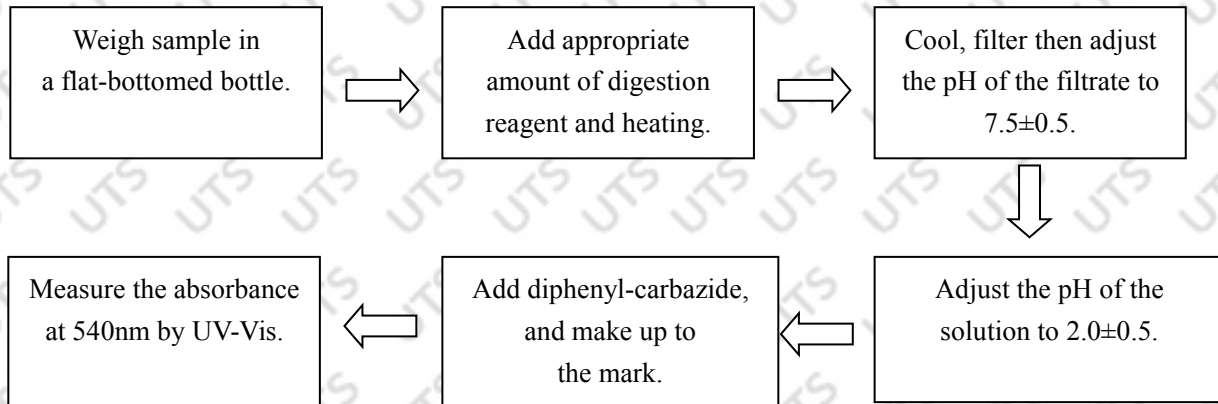 Weigh sample in
a flat-bottomed bottle.
Add appropriate
amount of digestion
reagent and heating.
Cool, filter then adjust
the pH of the filtrate to
7.5±0.5.
Adjust the pH of the
solution to 2.0±0.5.
Add diphenyl-carbazide,
and make up to
the mark.
Measure the absorbance
at 540nm by UV-Vis.
UTS